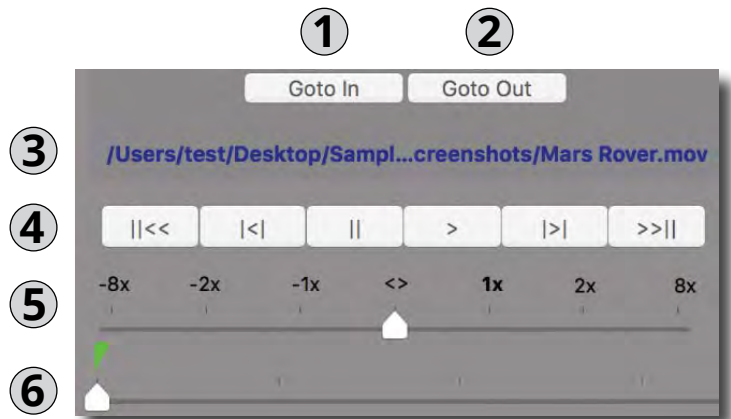 1 2
Goto In Goto Out
3 /Users/test/Desktop/Sampl...creenshots/Mars Rover.mov
4 ||<< |<| || > |>| >>||
5 -8x -2x -1x <> 1x 2x 8x
6